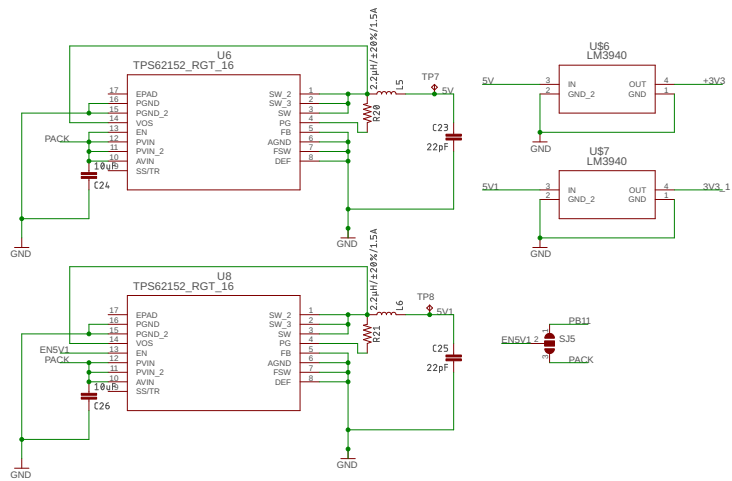 U6
TPS62152_RGT_16
17 EPAD SW_2 1
16 PGND SW_3 2
15 PGND_2 SW 3
14 VOS PG 4
13 EN FB 5
PACK 12 PVIN AGND 6
11 PVIN_2 FSW 7
10 AVIN DEF 8
9 SS/TR
10uF
C24
GND
2.2µH/±20%/1.5A
L5
R20
TP7
5V
C23
22pF
GND
U$6
LM3940
5V 3 IN OUT 4 +3V3
2 GND_2 GND 1
GND
U$7
LM3940
5V1 3 IN OUT 4 3V3_1
2 GND_2 GND 1
GND
U8
TPS62152_RGT_16
17 EPAD SW_2 1
16 PGND SW_3 2
15 PGND_2 SW 3
14 VOS PG 4
EN5V1 13 EN FB 5
PACK 12 PVIN AGND 6
11 PVIN_2 FSW 7
10 AVIN DEF 8
9 SS/TR
10uF
C26
GND
2.2µH/±20%/1.5A
L6
R21
TP8
5V1
C25
22pF
GND
PB11
1
EN5V1 2 SJ5
3
PACK